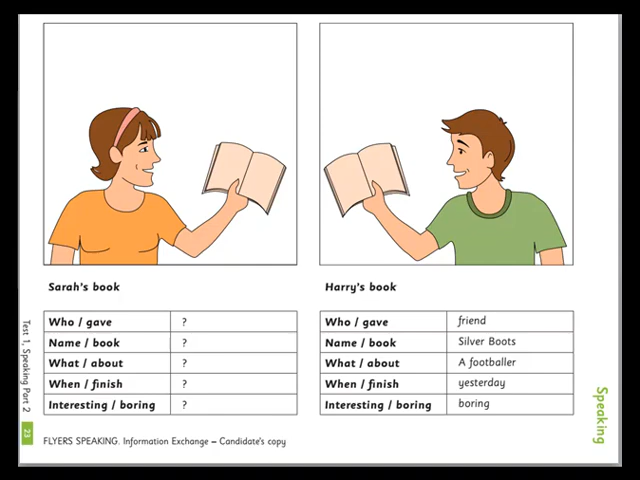 Sarah's book
Who / gave ?
Name / book ?
What / about ?
When / finish ?
Interesting / boring ?
Harry's book
Who / gave friend
Name / book Silver Boots
What / about A footballer
When / finish yesterday
Interesting / boring boring
Test 1, Speaking Part 2
23
FLYERS SPEAKING. Information Exchange – Candidate's copy
Speaking